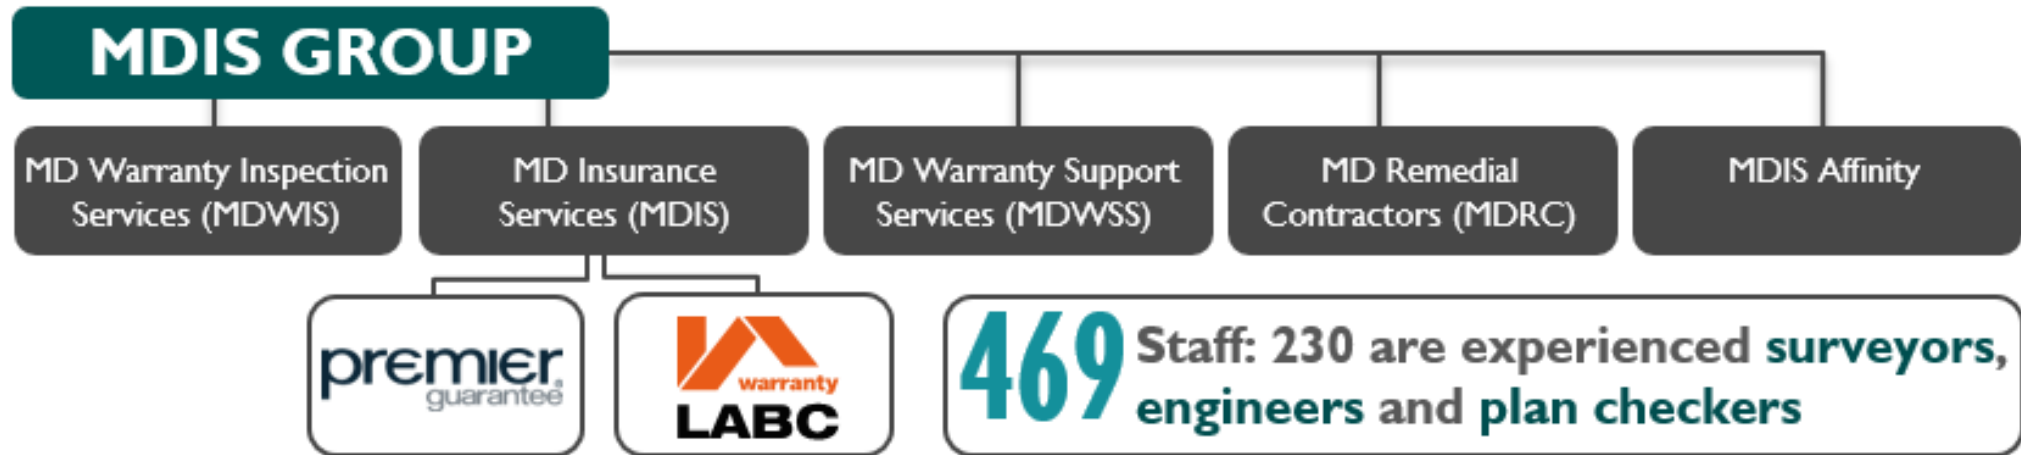 MDIS GROUP
MD Warranty Inspection
Services (MDWIS)
MD Insurance
Services (MDIS)
MD Warranty Support
Services (MDWSS)
MD Remedial
Contractors (MDRC)
MDIS Affinity
premier
guarantee
warranty
LABC
469 Staff: 230 are experienced surveyors,
engineers and plan checkers